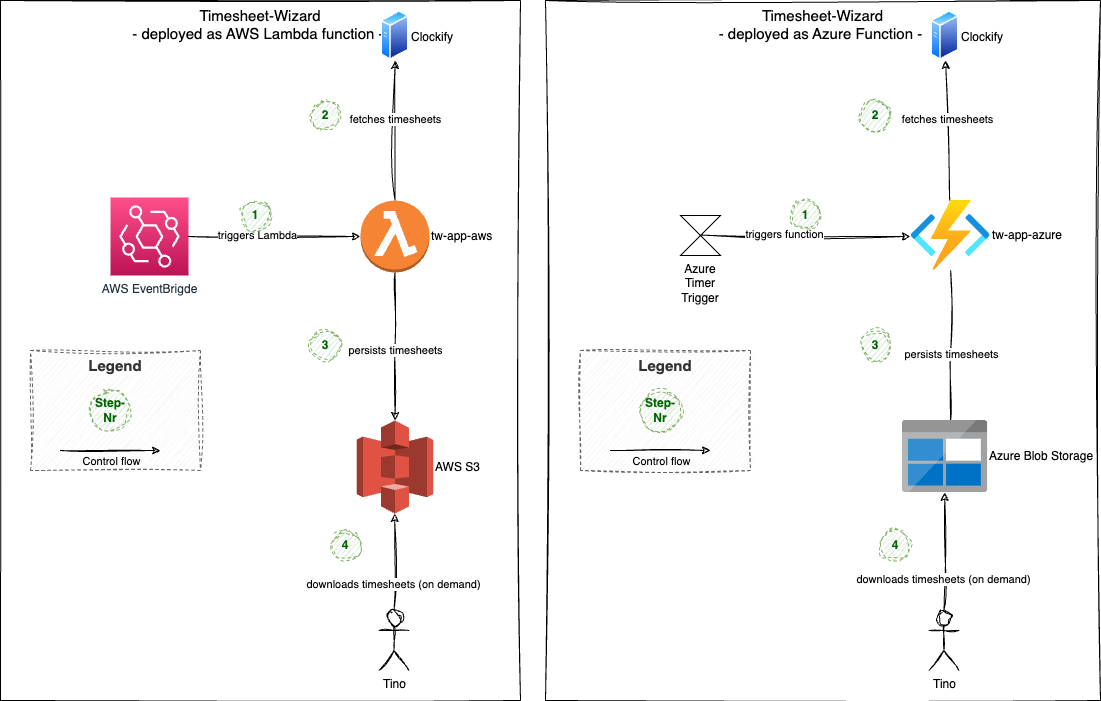 Timesheet-Wizard
- deployed as AWS Lambda function -
Clockify
2
fetches timesheets
1
triggers Lambda
tw-app-aws
AWS EventBrigde
3
persists timesheets
Legend
Step-
Nr
Control flow
AWS S3
4
downloads timesheets (on demand)
Tino
Timesheet-Wizard
- deployed as Azure Function -
Clockify
2
fetches timesheets
1
triggers function
tw-app-azure
Azure
Timer
Trigger
3
persists timesheets
Legend
Step-
Nr
Control flow
Azure Blob Storage
4
downloads timesheets (on demand)
Tino